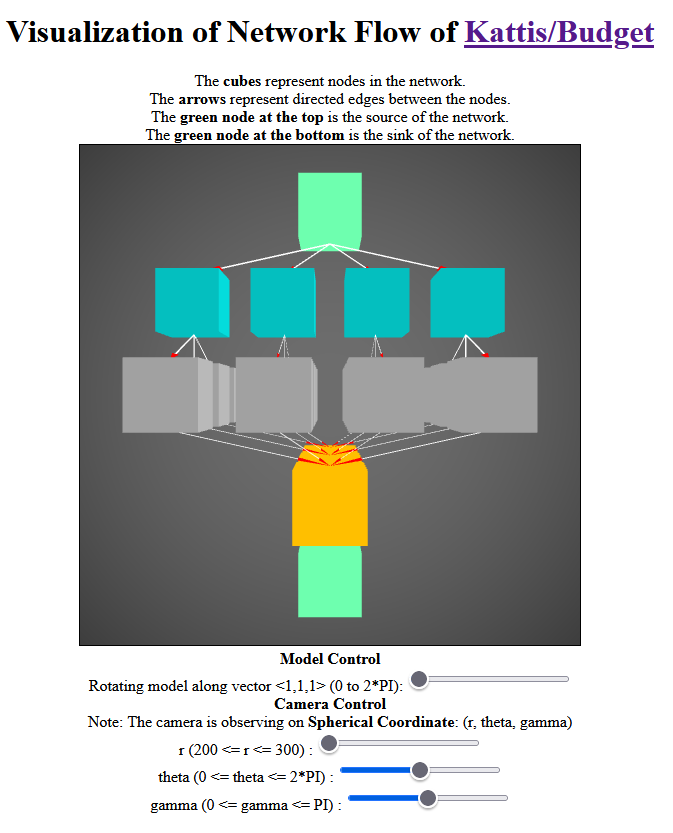 Visualization of Network Flow of Kattis/Budget
The cubes represent nodes in the network.
The arrows represent directed edges between the nodes.
The green node at the top is the source of the network.
The green node at the bottom is the sink of the network.
Model Control
Rotating model along vector <1,1,1> (0 to 2*PI):
Camera Control
Note: The camera is observing on Spherical Coordinate: (r, theta, gamma)
r (200 <= r <= 300) :
theta (0 <= theta <= 2*PI) :
gamma (0 <= gamma <= PI) :